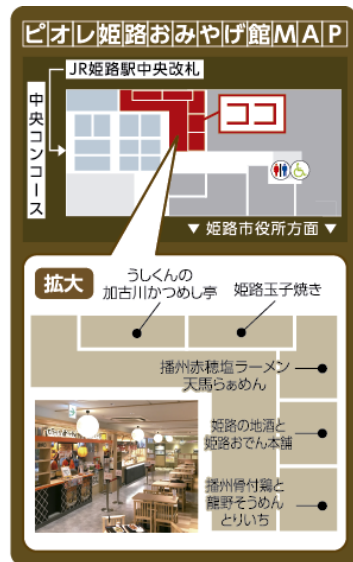 ピオレ姫路おみやげ館MAP
JR姫路駅中央改札
中央コンコース
ココ
▼ 姫路市役所方面 ▼
拡大
うしくんの
加古川かつめし亭
姫路玉子焼き
播州赤穂塩ラーメン
天馬らぁめん
姫路の地酒と
姫路おでん本舗
播州骨付鶏と
龍野そうめん
とりいち